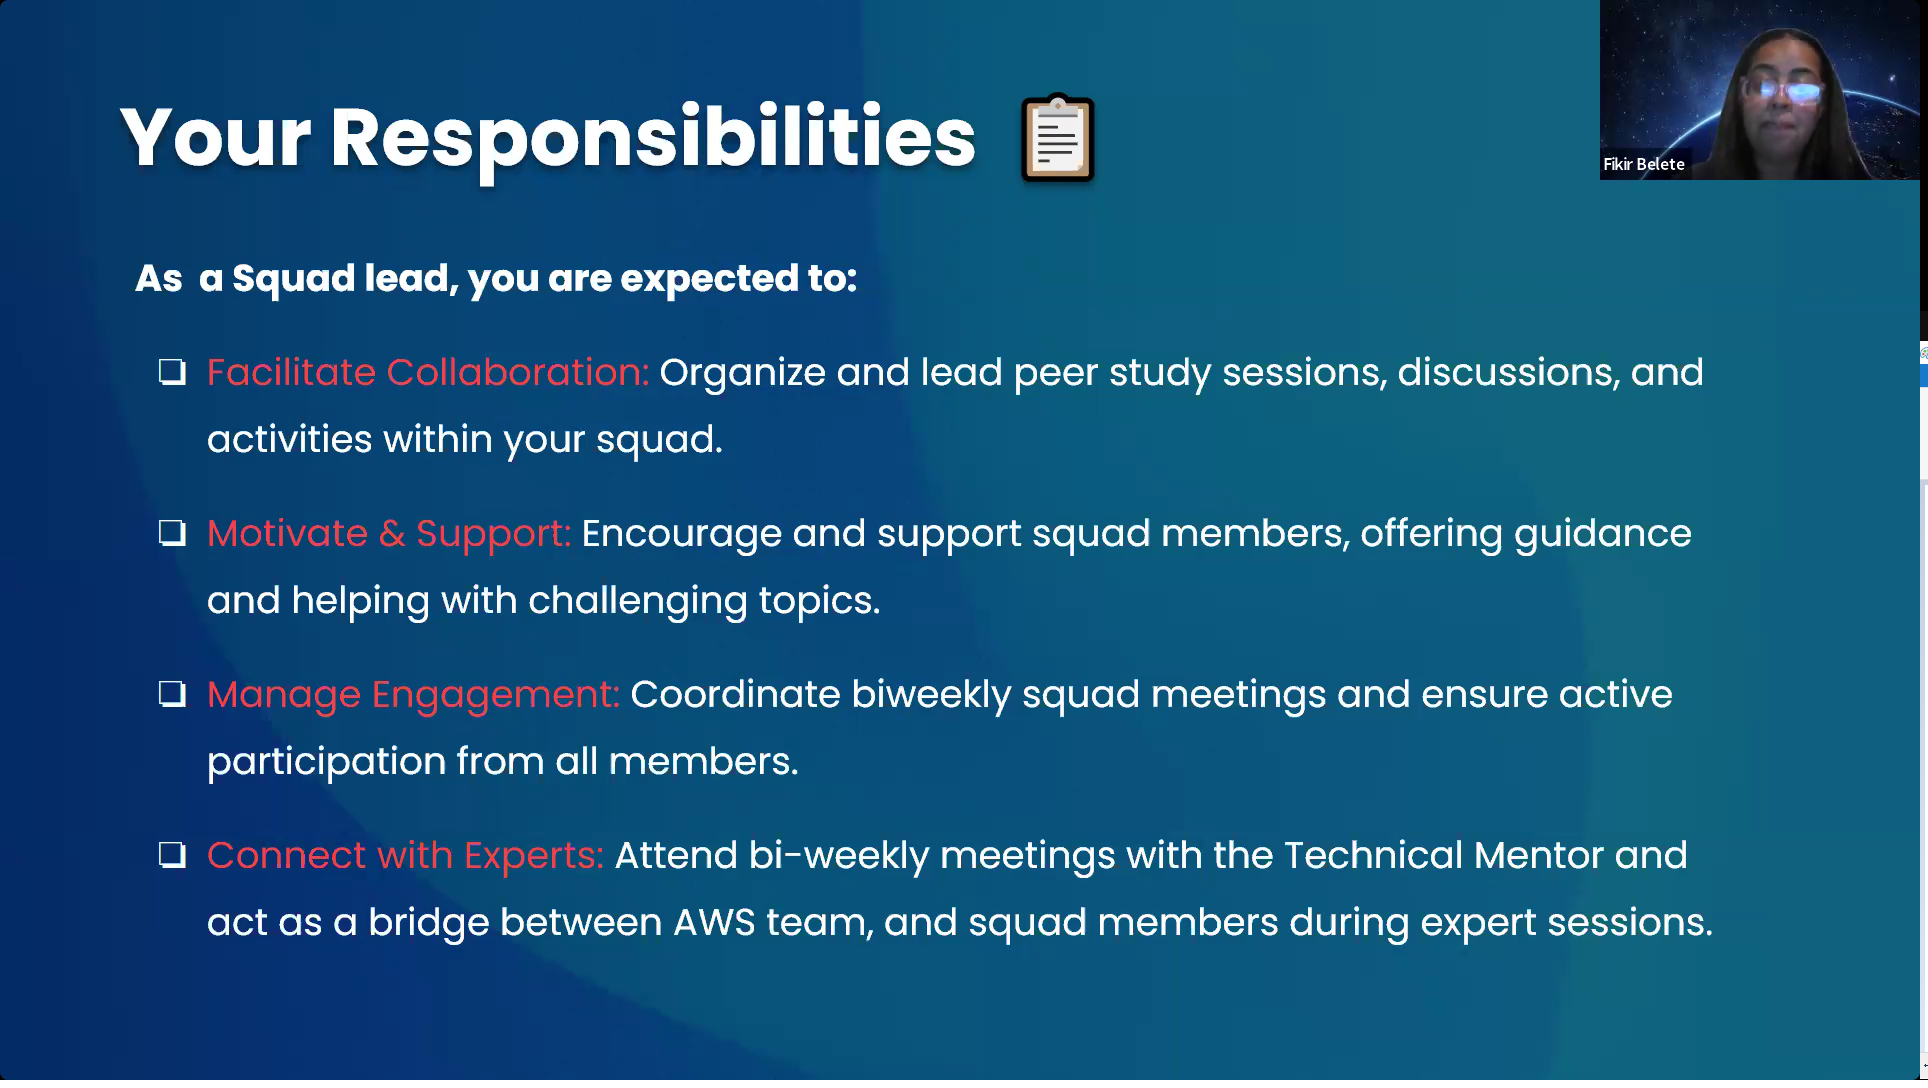 Your Responsibilities
Fikir Belete
As a Squad lead, you are expected to:
Facilitate Collaboration: Organize and lead peer study sessions, discussions, and
activities within your squad.
Motivate & Support: Encourage and support squad members, offering guidance
and helping with challenging topics.
Manage Engagement: Coordinate biweekly squad meetings and ensure active
participation from all members.
Connect with Experts: Attend bi-weekly meetings with the Technical Mentor and
act as a bridge between AWS team, and squad members during expert sessions.